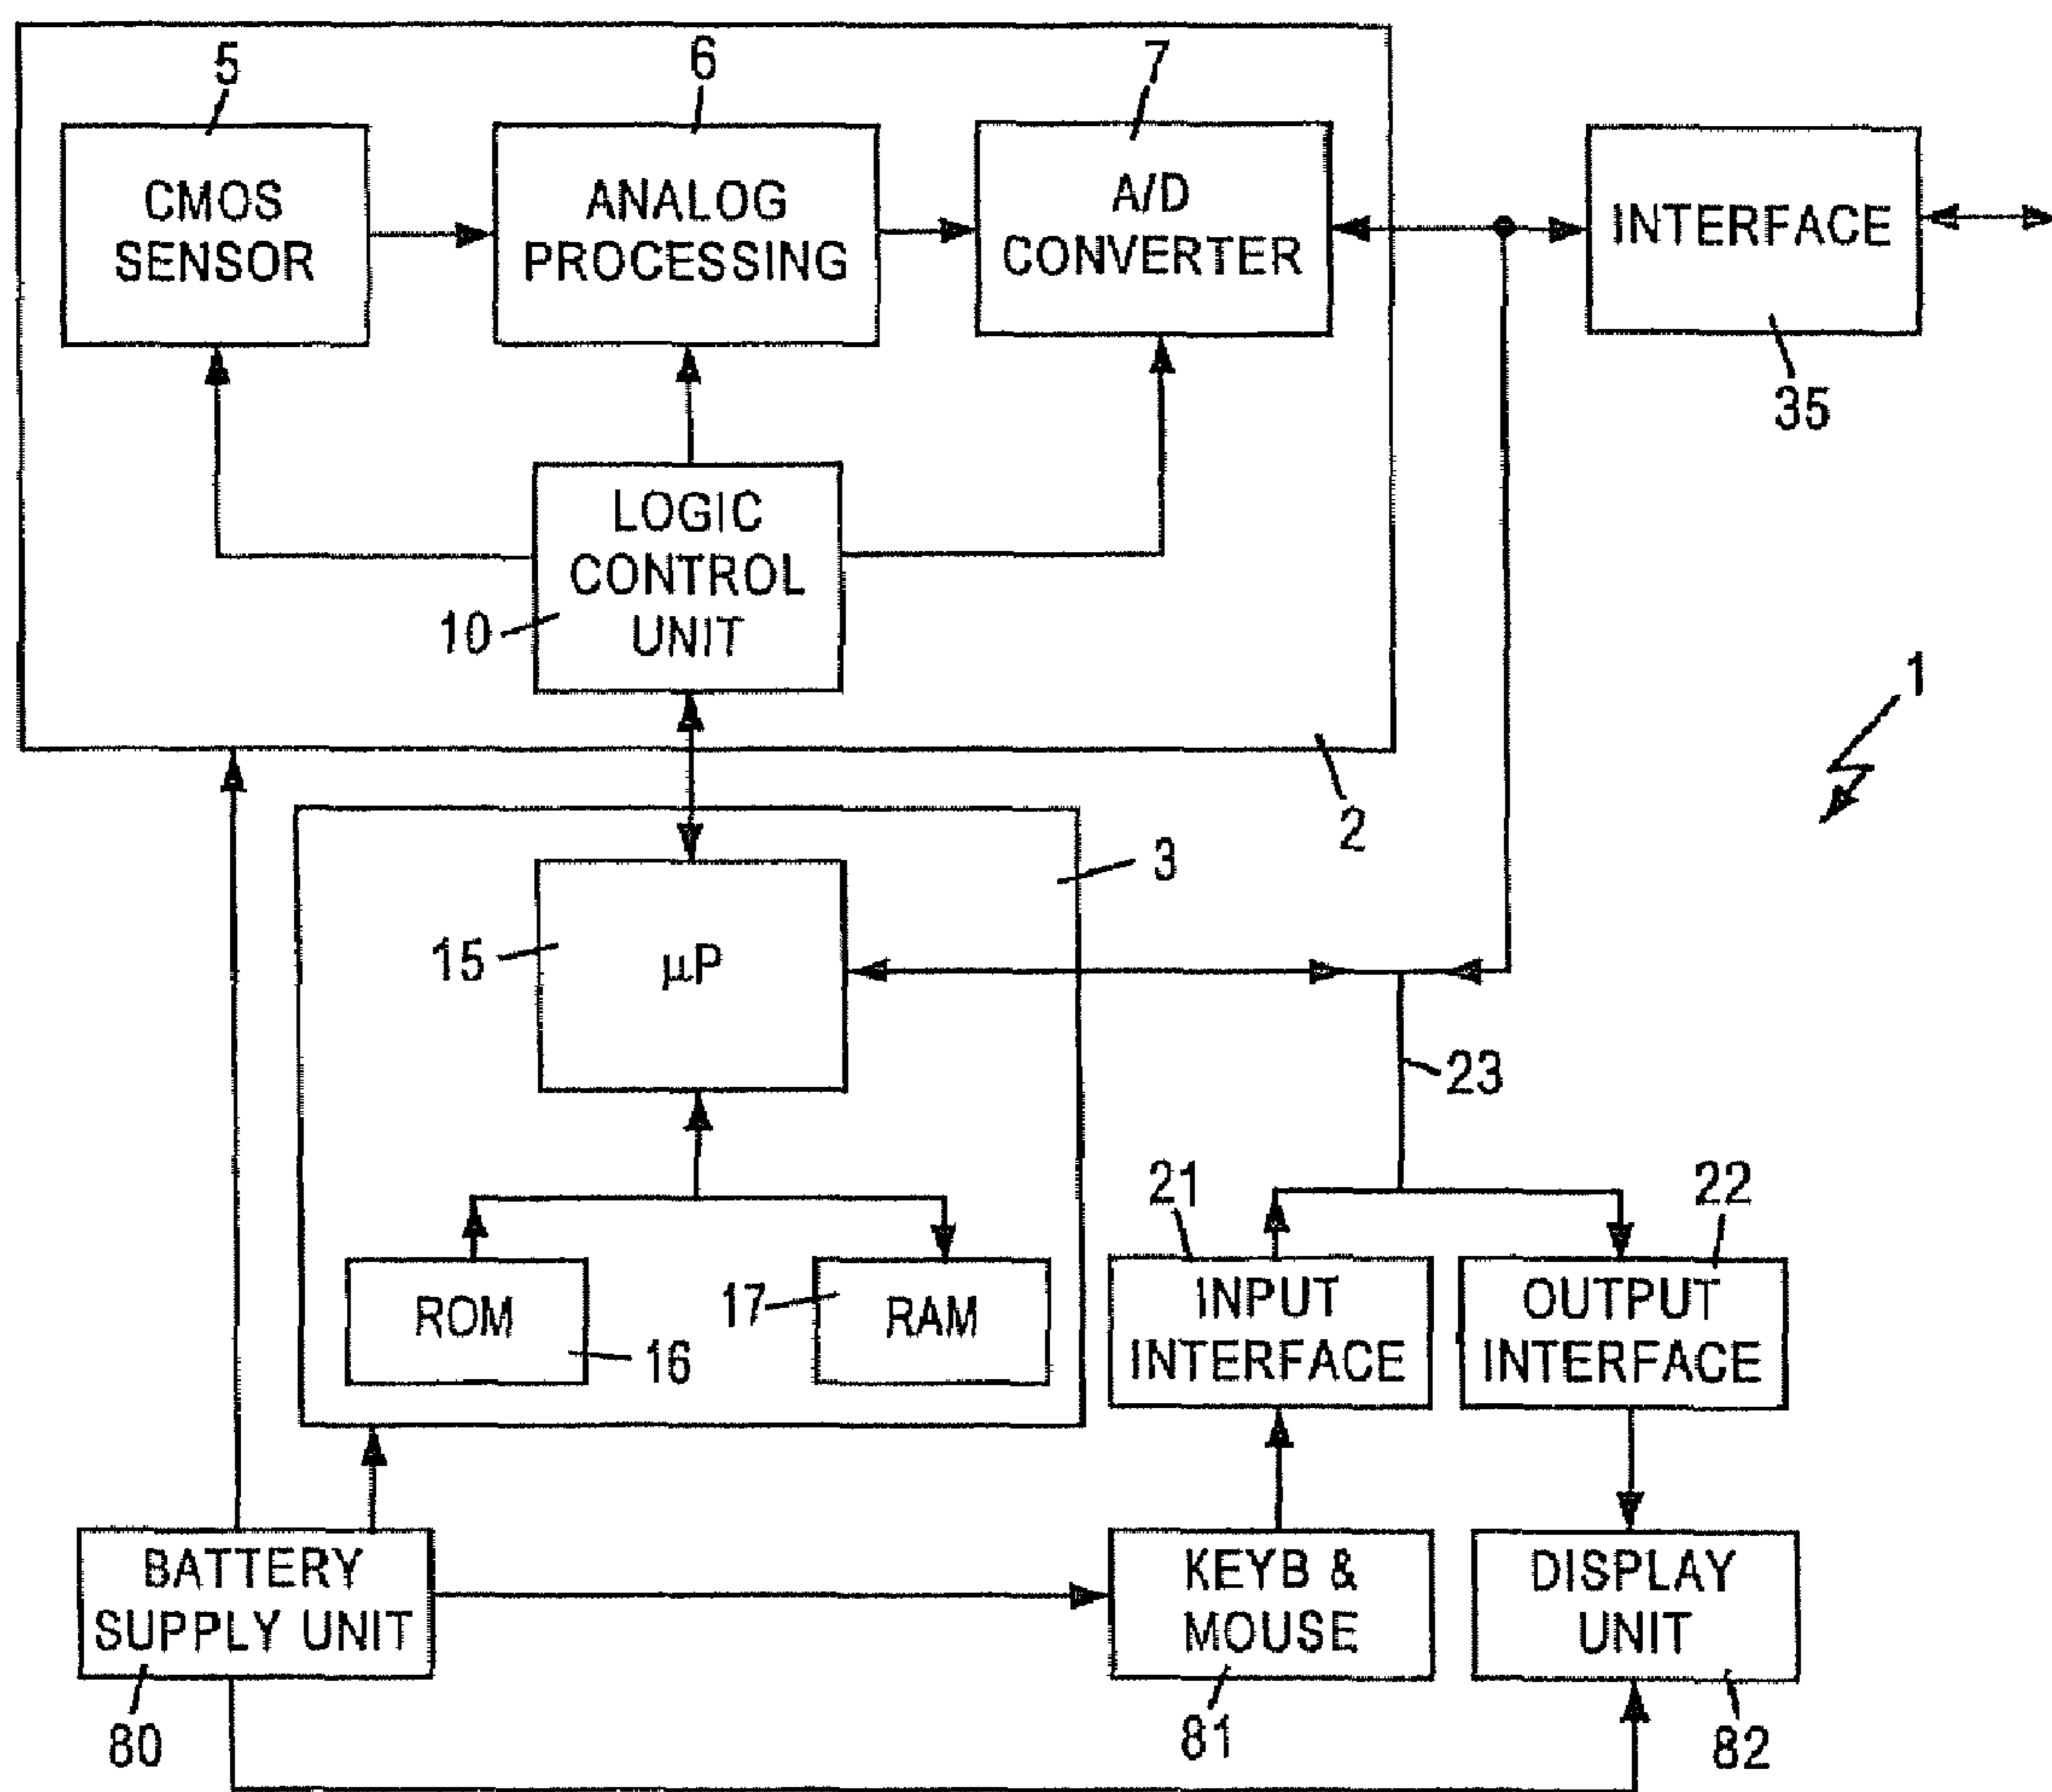 5
6
7
CMOS
SENSOR
ANALOG
PROCESSING
A/D
CONVERTER
INTERFACE
35
LOGIC
CONTROL
UNIT
10
1
2
3
15
μP
23
21
22
ROM
16
17
RAM
INPUT
INTERFACE
OUTPUT
INTERFACE
BATTERY
SUPPLY UNIT
80
KEYB &
MOUSE
81
DISPLAY
UNIT
82